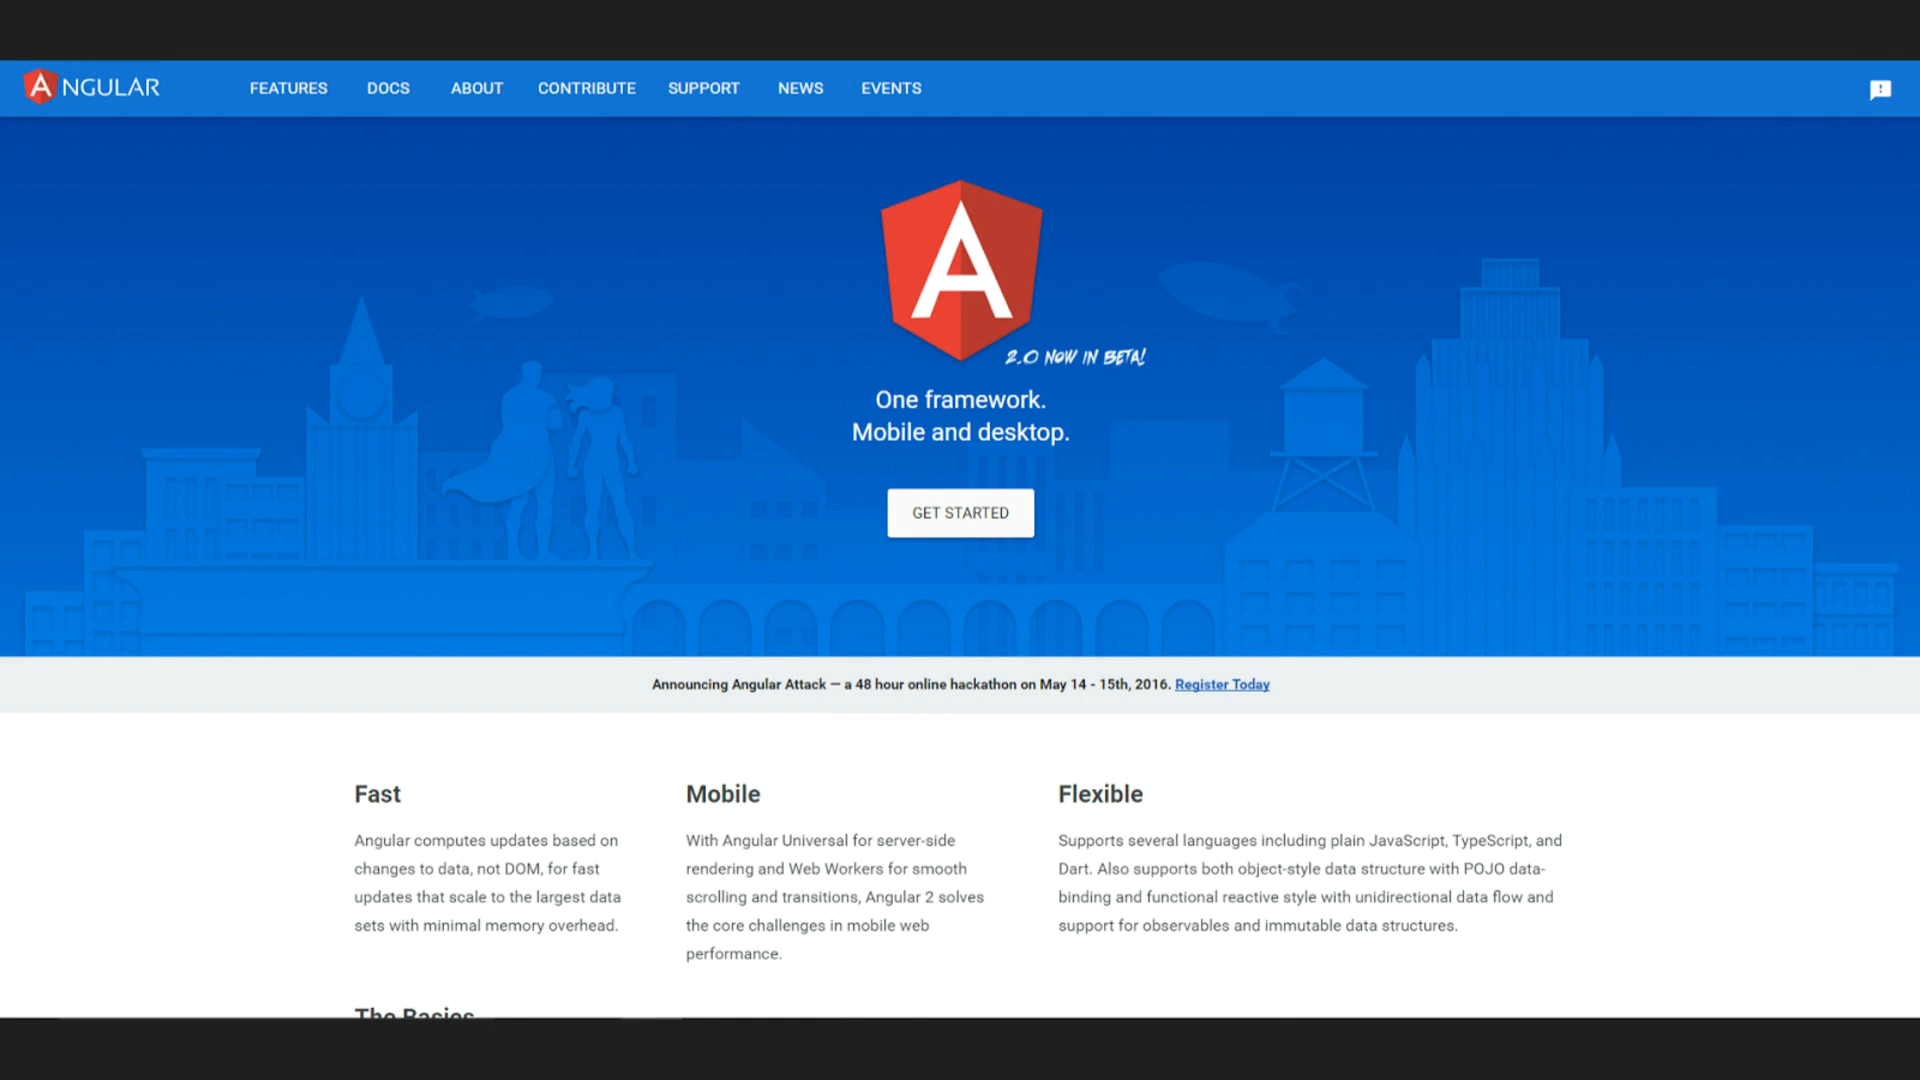 ANGULAR
FEATURES DOCS ABOUT CONTRIBUTE SUPPORT NEWS EVENTS
A
2.0 NOW IN BETA!
One framework.
Mobile and desktop.
GET STARTED
Announcing Angular Attack — a 48 hour online hackathon on May 14 - 15th, 2016. Register Today
Fast
Angular computes updates based on
changes to data, not DOM, for fast
updates that scale to the largest data
sets with minimal memory overhead.
Mobile
With Angular Universal for server-side
rendering and Web Workers for smooth
scrolling and transitions, Angular 2 solves
the core challenges in mobile web
performance.
Flexible
Supports several languages including plain JavaScript, TypeScript, and
Dart. Also supports both object-style data structure with POJO data-
binding and functional reactive style with unidirectional data flow and
support for observables and immutable data structures.
The Basics